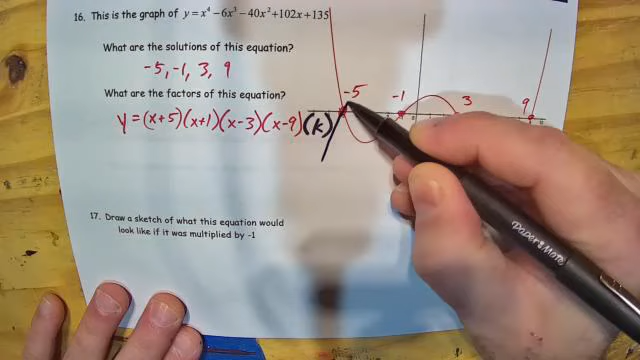 16. This is the graph of y = x⁴ − 6x³ − 40x² + 102x + 135
What are the solutions of this equation?
-5, -1, 3, 9
What are the factors of this equation?
y = (x+5)(x+1)(x-3)(x-9)(k)
-5
-1
3
9
17. Draw a sketch of what this equation would
look like if it was multiplied by -1
PAPER MATE